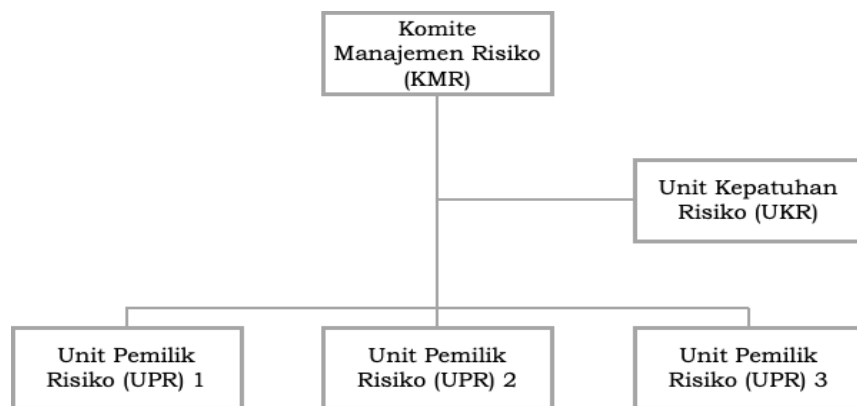 Komite
Manajemen Risiko
(KMR)
Unit Kepatuhan
Risiko (UKR)
Unit Pemilik
Risiko (UPR) 1
Unit Pemilik
Risiko (UPR) 2
Unit Pemilik
Risiko (UPR) 3